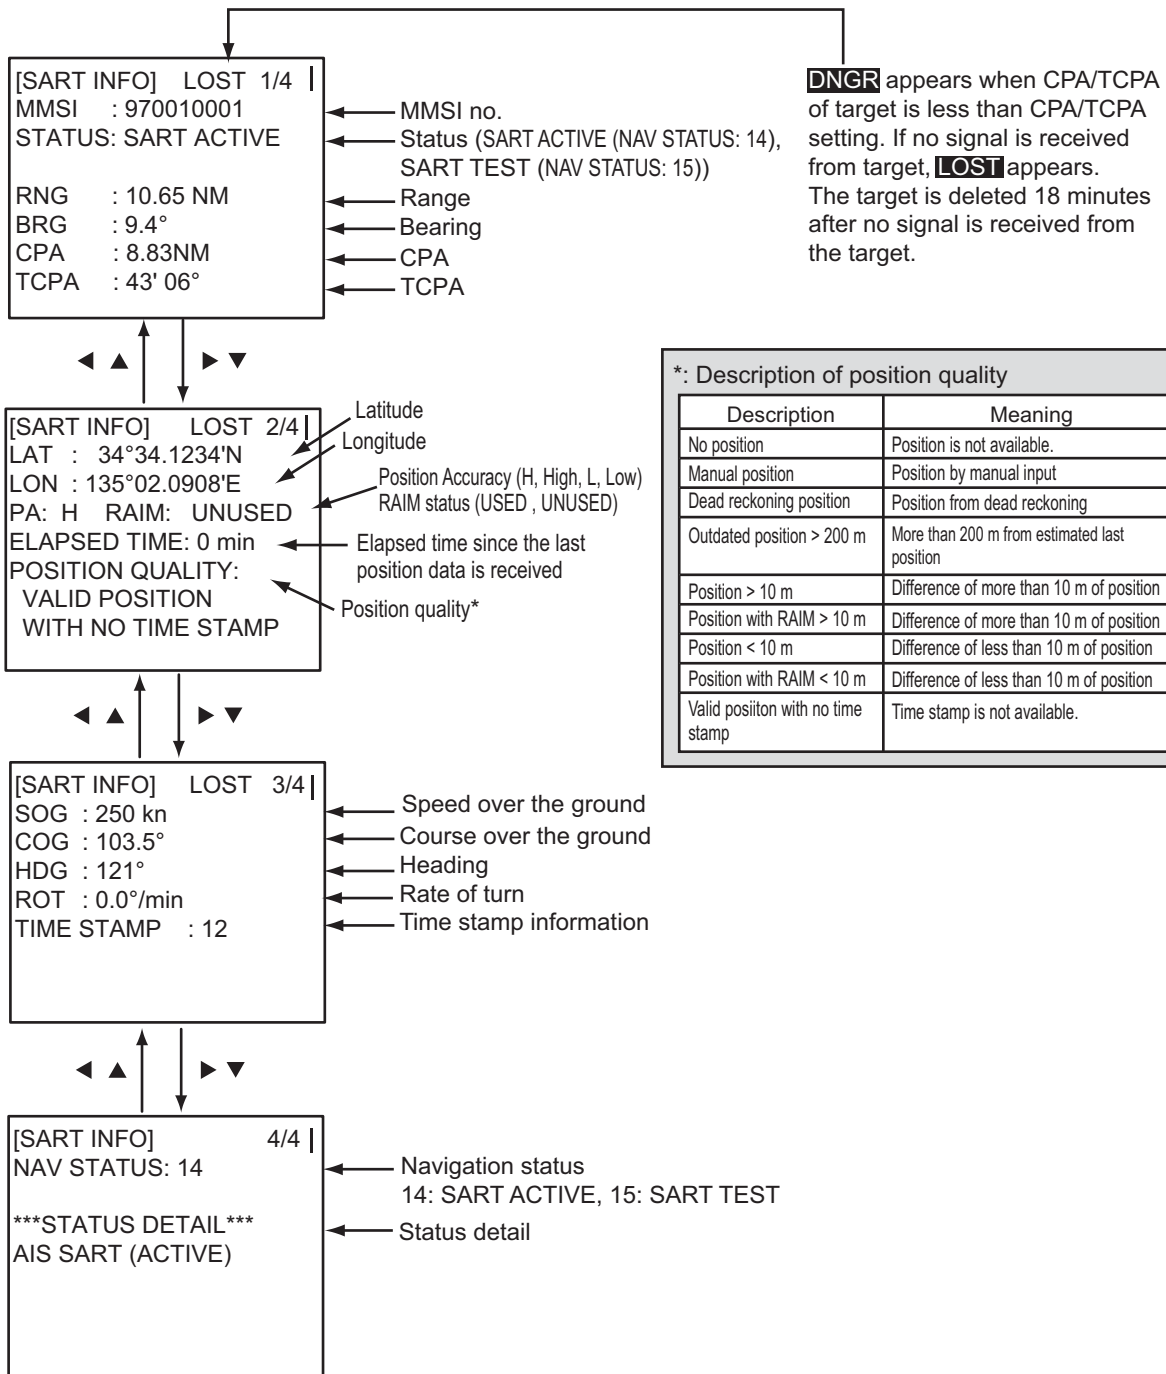 [SART INFO] LOST 1/4
MMSI : 970010001
STATUS: SART ACTIVE
RNG : 10.65 NM
BRG : 9.4°
CPA : 8.83NM
TCPA : 43' 06°
MMSI no.
Status (SART ACTIVE (NAV STATUS: 14),
SART TEST (NAV STATUS: 15))
Range
Bearing
CPA
TCPA
DNGR appears when CPA/TCPA
of target is less than CPA/TCPA
setting. If no signal is received
from target, LOST appears.
The target is deleted 18 minutes
after no signal is received from
the target.
[SART INFO] LOST 2/4
LAT : 34°34.1234'N
LON : 135°02.0908'E
PA: H RAIM: UNUSED
ELAPSED TIME: 0 min
POSITION QUALITY:
VALID POSITION
WITH NO TIME STAMP
Latitude
Longitude
Position Accuracy (H, High, L, Low)
RAIM status (USED , UNUSED)
Elapsed time since the last
position data is received
Position quality*
*: Description of position quality
Description Meaning
No position Position is not available.
Manual position Position by manual input
Dead reckoning position Position from dead reckoning
Outdated position > 200 m More than 200 m from estimated last
position
Position > 10 m Difference of more than 10 m of position
Position with RAIM > 10 m Difference of more than 10 m of position
Position < 10 m Difference of less than 10 m of position
Position with RAIM < 10 m Difference of less than 10 m of position
Valid posiiton with no time Time stamp is not available.
stamp
[SART INFO] LOST 3/4
SOG : 250 kn
COG : 103.5°
HDG : 121°
ROT : 0.0°/min
TIME STAMP : 12
Speed over the ground
Course over the ground
Heading
Rate of turn
Time stamp information
[SART INFO] 4/4
NAV STATUS: 14
***STATUS DETAIL***
AIS SART (ACTIVE)
Navigation status
14: SART ACTIVE, 15: SART TEST
Status detail